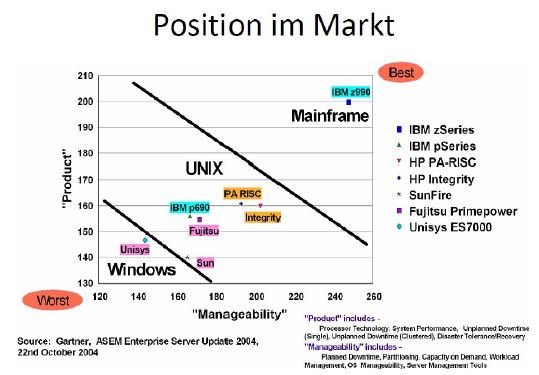 Position im Markt
Best
210
200
190
180
170
160
150
140
130
"Product"
IBM z990
Mainframe
UNIX
PA RISC
IBM p690
Integrity
Fujitsu
Unisys
Sun
Windows
Worst
120 140 160 180 200 220 240 260
"Manageability"
IBM zSeries
IBM pSeries
HP PA-RISC
HP Integrity
SunFire
Fujitsu Primepower
Unisys ES7000
Source: Gartner, ASEM Enterprise Server Update 2004,
22nd October 2004
"Product" includes -
Processor Technology, System Performance, Unplanned Downtime
(Single), Unplanned Downtime (Clustered), Disaster Tolerance/Recovery
"Manageability" includes -
Planned Downtime, Partitioning, Capacity on Demand, Workload
Management, OS Manageability, Server Management Tools